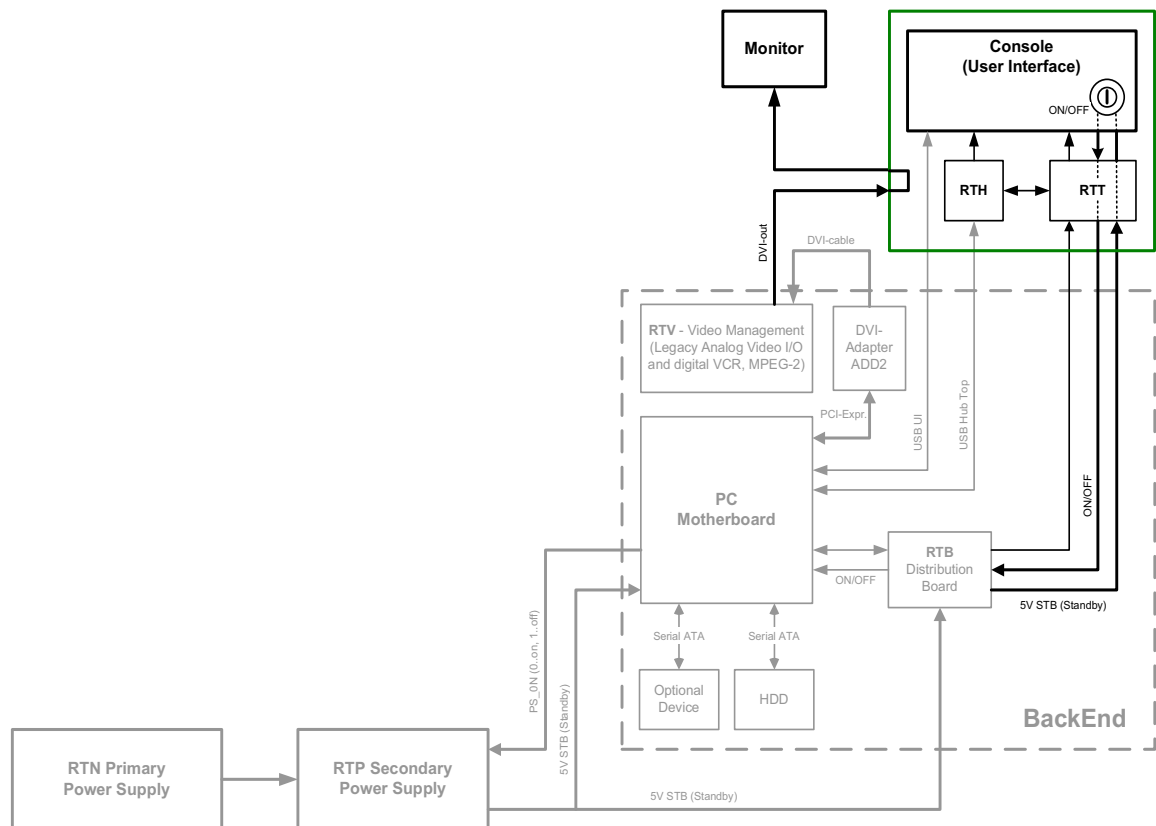 Monitor
Console
(User Interface)
ON/OFF
RTH
RTT
DVI-out
DVI-cable
RTV - Video Management
(Legacy Analog Video I/O
and digital VCR, MPEG-2)
DVI-
Adapter
ADD2
PCI-Expr.
USB UI
USB Hub Top
ON/OFF
PC
Motherboard
RTB
Distribution
Board
ON/OFF
5V STB (Standby)
Serial ATA
Serial ATA
Optional
Device
HDD
BackEnd
PS_0N (0..on, 1..off)
5V STB (Standby)
RTN Primary
Power Supply
RTP Secondary
Power Supply
5V STB (Standby)